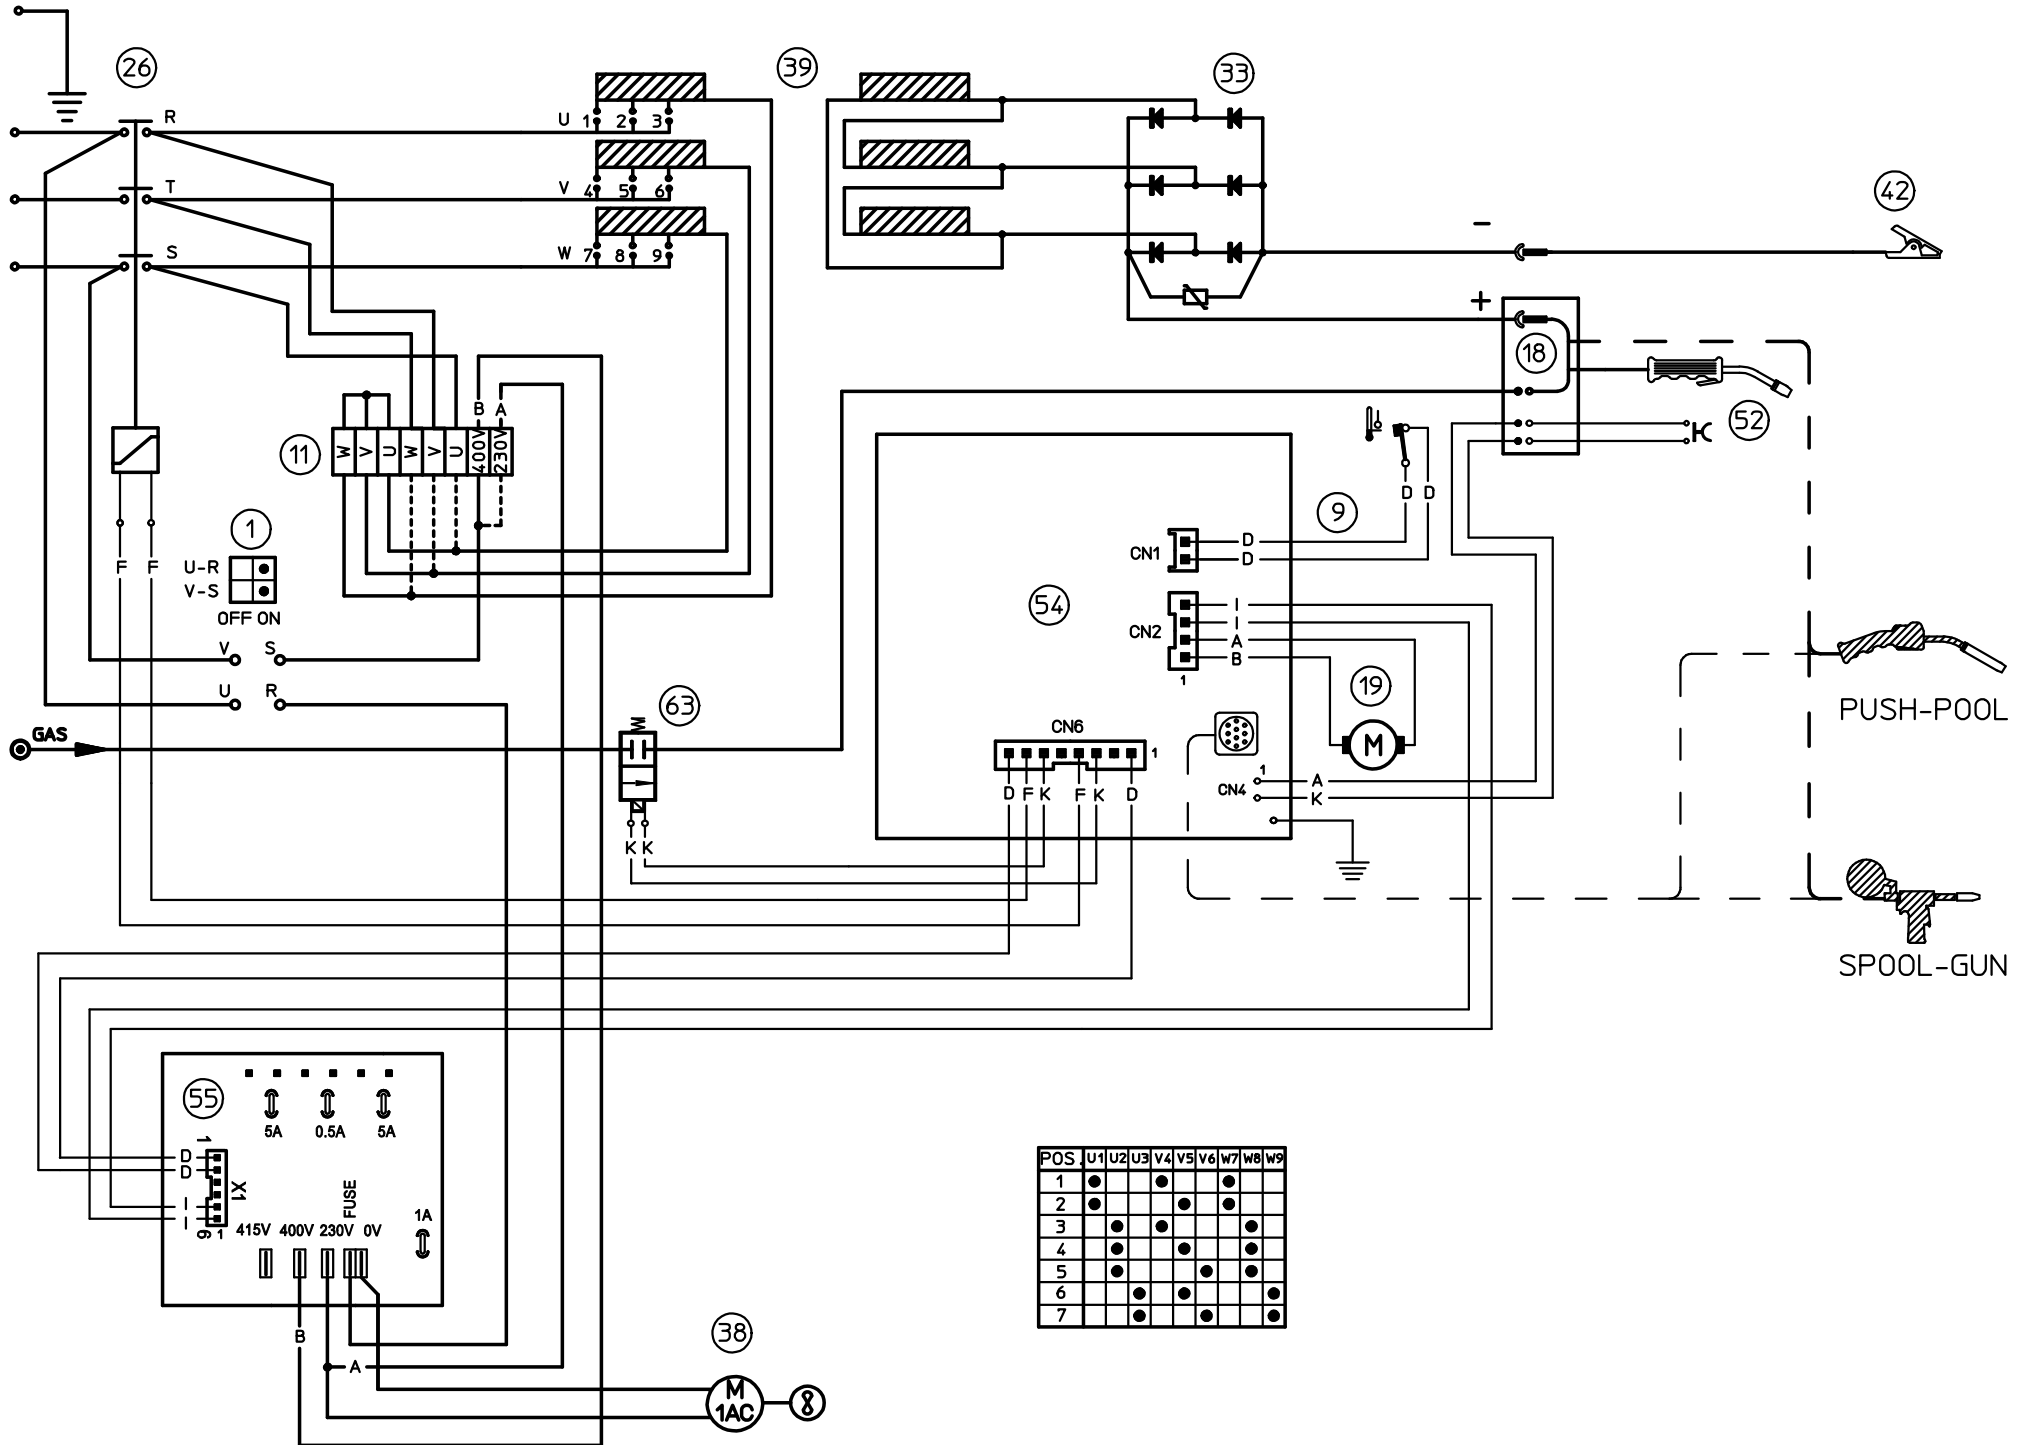 26
39
33
R
U 1 2 3
T
V 4 5 6
42
S
W 7 8 9
-
+
18
B A
52
11
W V U W V U 400V 230V
D D
9
1
CN1 D
D
F F U-R
V-S
OFF ON
54
CN2 I
I
A
B
1
V S
U R
63
19
PUSH-POOL
GAS
CN6
M
1
D F K F K D
1
CN4 A
K
K K
SPOOL-GUN
55
5A 0.5A 5A
1
D
D
X1
I
I
6 1
FUSE
415V 400V 230V 0V
1A
POS. U1 U2 U3 V4 V5 V6 W7 W8 W9
1
2
3
4
5
6
7
B
A
38
M
1AC